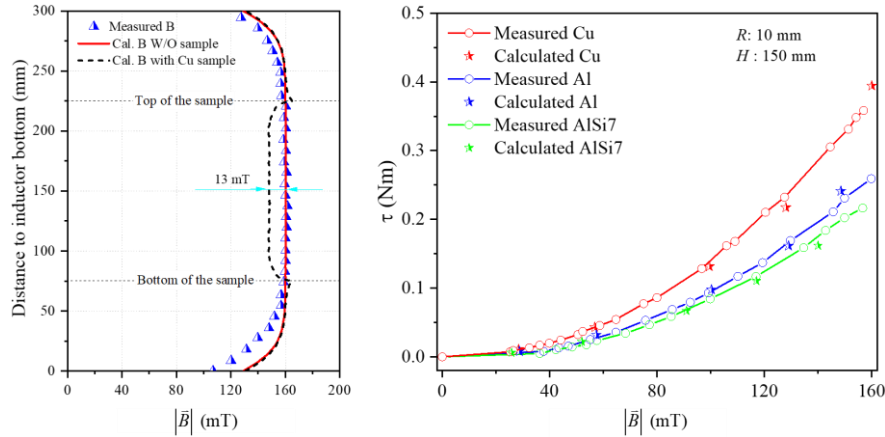 Measured B
Cal. B W/O sample
Cal. B with Cu sample
Top of the sample
13 mT
Bottom of the sample
Distance to inductor bottom (mm)
300
250
200
150
100
50
0
0 40 80 120 160 200
|B̄| (mT)
Measured Cu
Calculated Cu
Measured Al
Calculated Al
Measured AlSi7
Calculated AlSi7
R: 10 mm
H : 150 mm
τ (Nm)
0.5
0.4
0.3
0.2
0.1
0.0
0 40 80 120 160
|B̄| (mT)